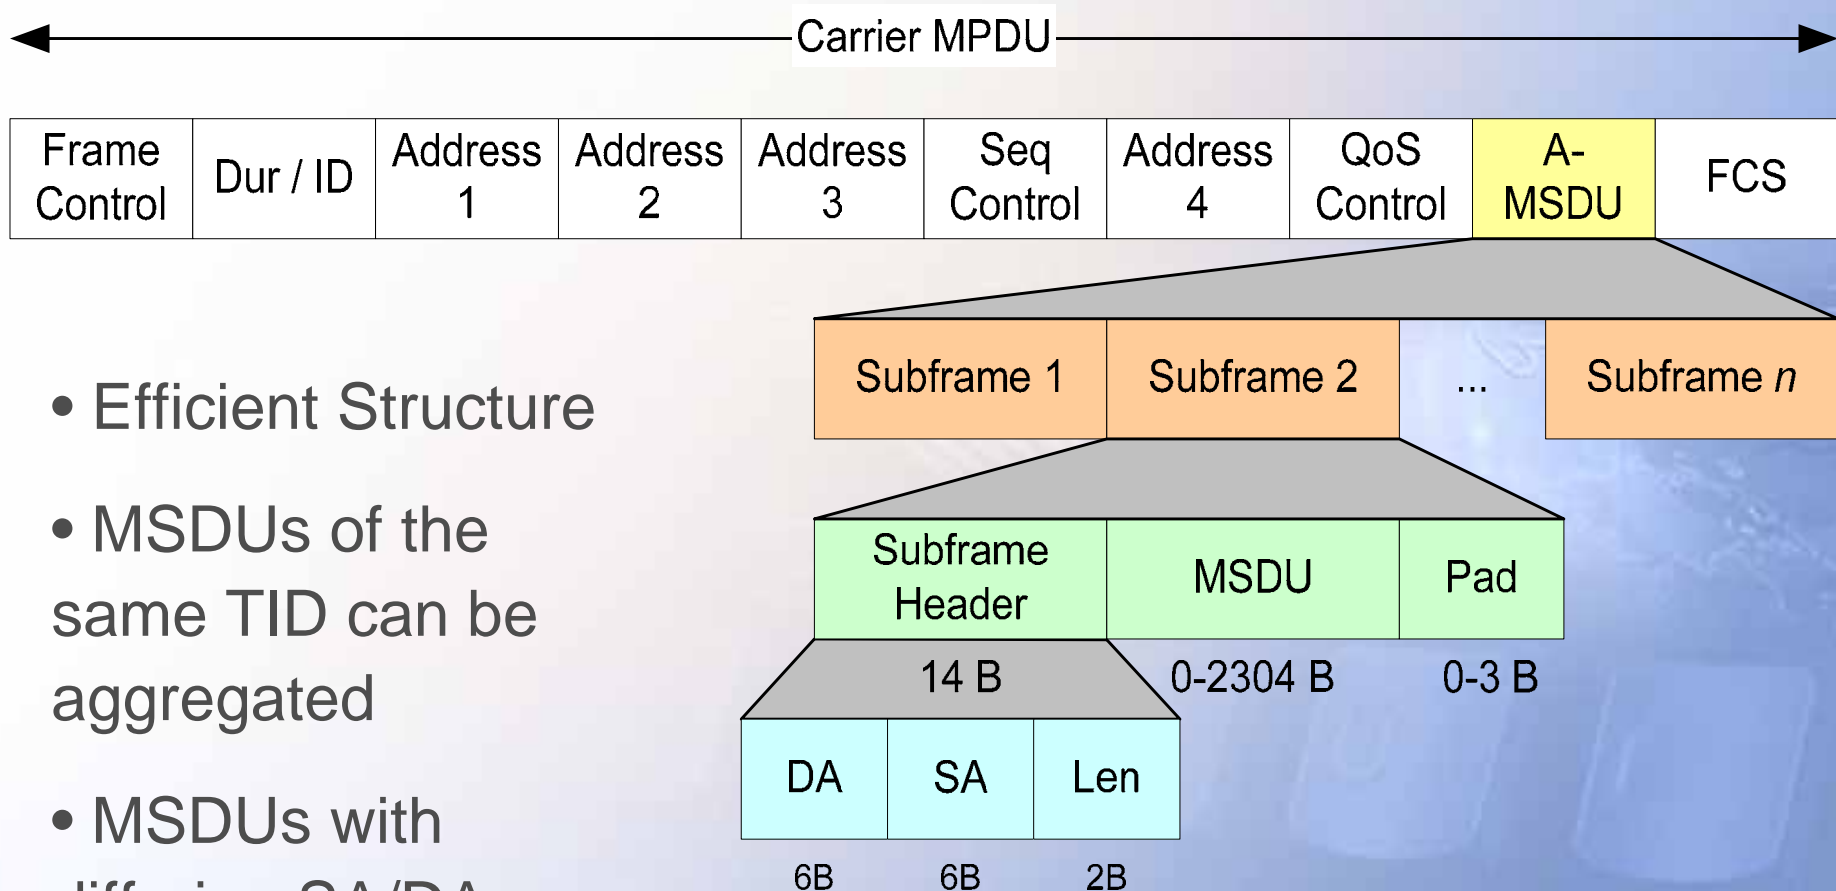 Carrier MPDU
Frame Control
Dur / ID
Address 1
Address 2
Address 3
Seq Control
Address 4
QoS Control
A-MSDU
FCS
Subframe 1
Subframe 2
...
Subframe n
• Efficient Structure
• MSDUs of the
same TID can be
aggregated
• MSDUs with
Subframe Header
MSDU
Pad
14 B
0-2304 B
0-3 B
DA
SA
Len
6B
6B
2B